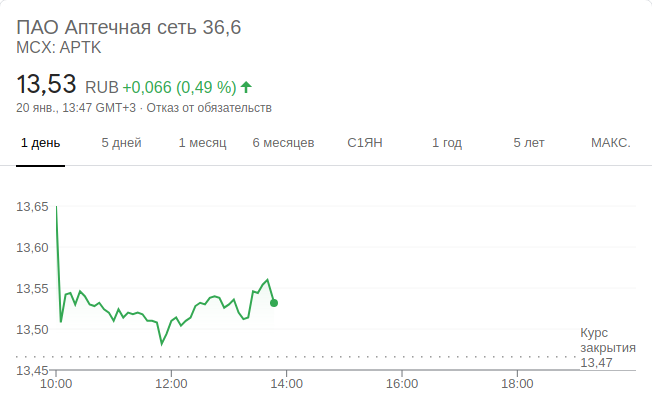 ПАО Аптечная сеть 36,6
MCX: APTK
13,53 RUB +0,066 (0,49 %)
20 янв., 13:47 GMT+3 · Отказ от обязательств
1 день 5 дней 1 месяц 6 месяцев С1ЯН 1 год 5 лет МАКС.
13,65
13,60
13,55
13,50
13,45
Курс
закрытия
13,47
10:00 12:00 14:00 16:00 18:00